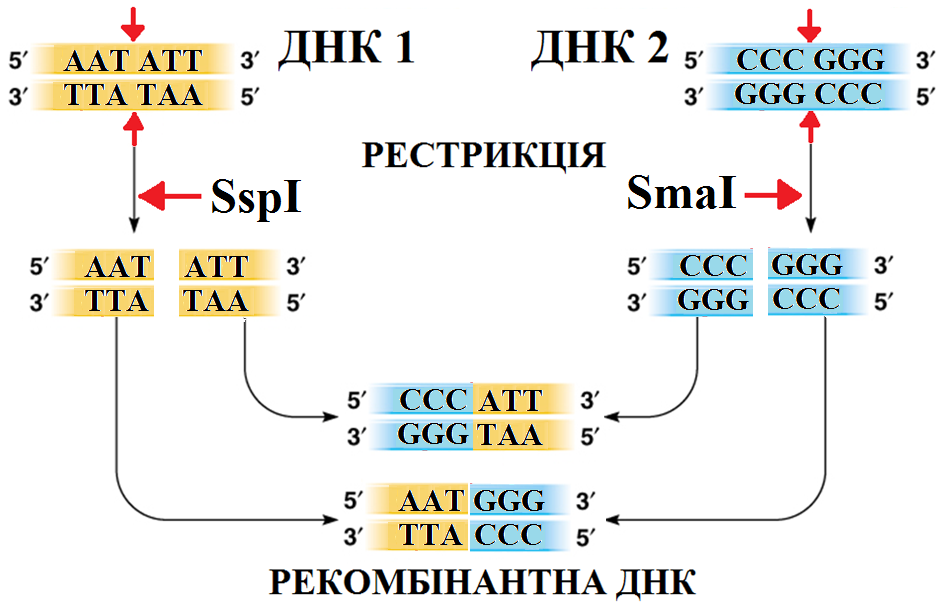 ДНК 1 ДНК 2
5′ AAT ATT 3′ 5′ CCC GGG 3′
3′ TTA TAA 5′ 3′ GGG CCC 5′
РЕСТРИКЦІЯ
SspI SmaI
5′ AAT ATT 3′ 5′ CCC GGG 3′
3′ TTA TAA 5′ 3′ GGG CCC 5′
5′ CCC ATT 3′
3′ GGG TAA 5′
5′ AAT GGG 3′
3′ TTA CCC 5′
РЕКОМБІНАНТНА ДНК